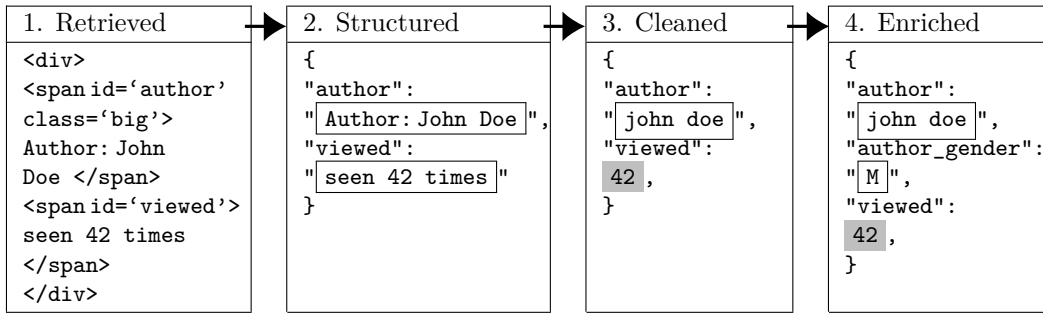 1. Retrieved
<div>
<span id=‘author’
class=‘big’>
Author: John
Doe </span>
<span id=‘viewed’>
seen 42 times
</span>
</div>
2. Structured
{
"author":
" Author: John Doe ",
"viewed":
" seen 42 times "
}
3. Cleaned
{
"author":
" john doe ",
"viewed":
42 ,
}
4. Enriched
{
"author":
" john doe ",
"author_gender":
" M ",
"viewed":
42 ,
}